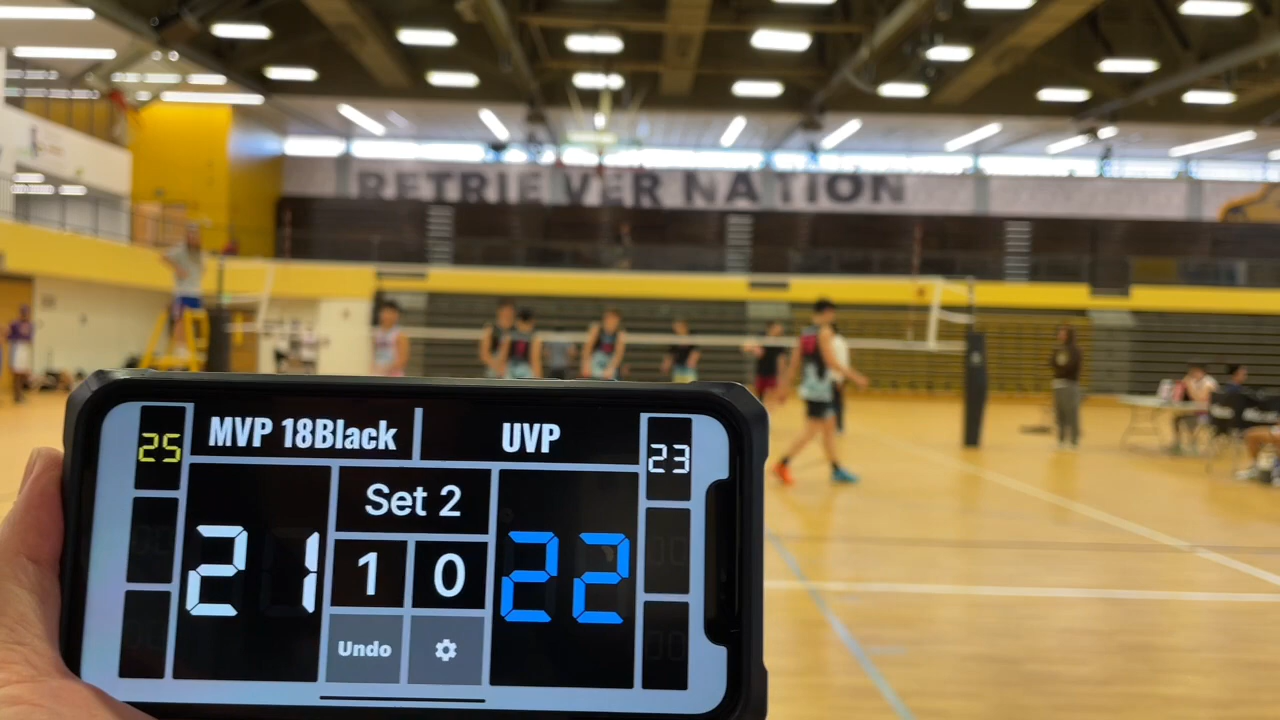 RETRIEVER NATION
25
MVP 18Black
UVP
23
Set 2
21
1
0
22
Undo